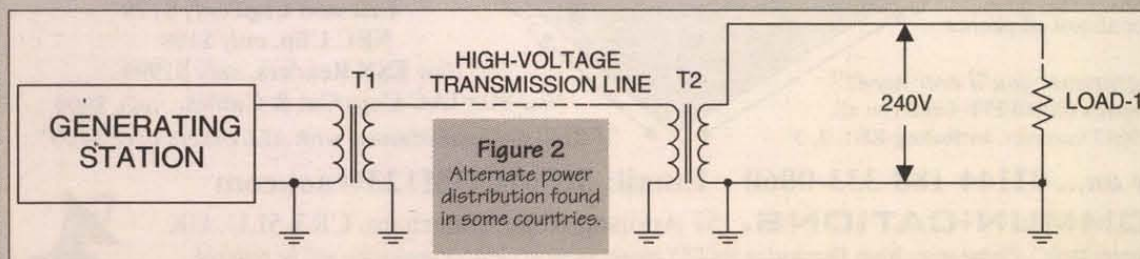 HIGH-VOLTAGE
TRANSMISSION LINE
T1
T2
GENERATING
STATION
240V
LOAD-1
Figure 2
Alternate power
distribution found
in some countries.